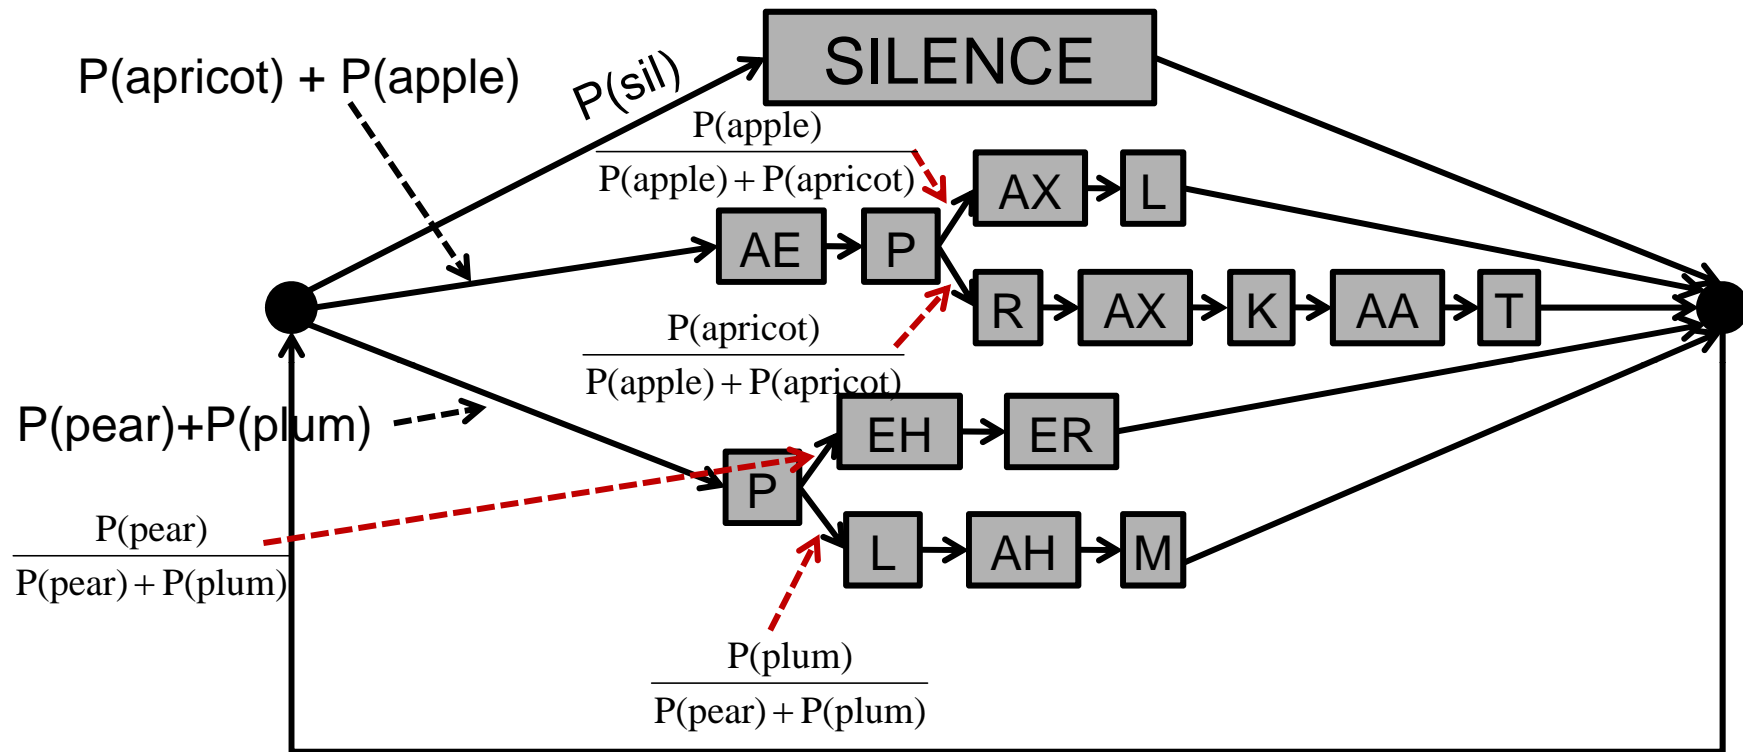 SILENCE
P(apricot) + P(apple)
P(sil)
P(apple)
P(apple) + P(apricot)
AX L
AE P
R AX K AA T
P(apricot)
P(apple) + P(apricot)
P(pear)+P(plum)
EH ER
P
P(pear)
P(pear) + P(plum)
L AH M
P(plum)
P(pear) + P(plum)